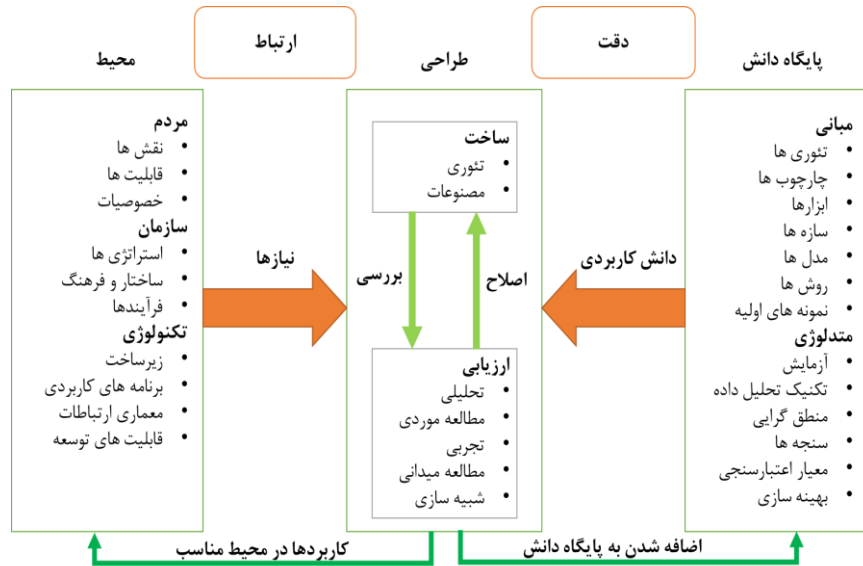 دقت
ارتباط
پایگاه دانش
طراحی
محیط
مبانی
• تئوری ها
• چارچوب ها
• ابزارها
• سازه ها
• مدل ها
• روش ها
• نمونه های اولیه
متدلوژی
• آزمایش
• تکنیک تحلیل داده
• منطق گرایی
• سنجه ها
• معیار اعتبارسنجی
• بهینه سازی
دانش کاربردی
ساخت
• تئوری
• مصنوعات
اصلاح
بررسی
ارزیابی
• تحلیلی
• مطالعه موردی
• تجربی
• مطالعه میدانی
• شبیه سازی
نیازها
مردم
• نقش ها
• قابلیت ها
• خصوصیات
سازمان
• استراتژی ها
• ساختار و فرهنگ
• فرآیندها
تکنولوژی
• زیرساخت
• برنامه های کاربردی
• معماری ارتباطات
• قابلیت های توسعه
اضافه شدن به پایگاه دانش
کاربردها در محیط مناسب